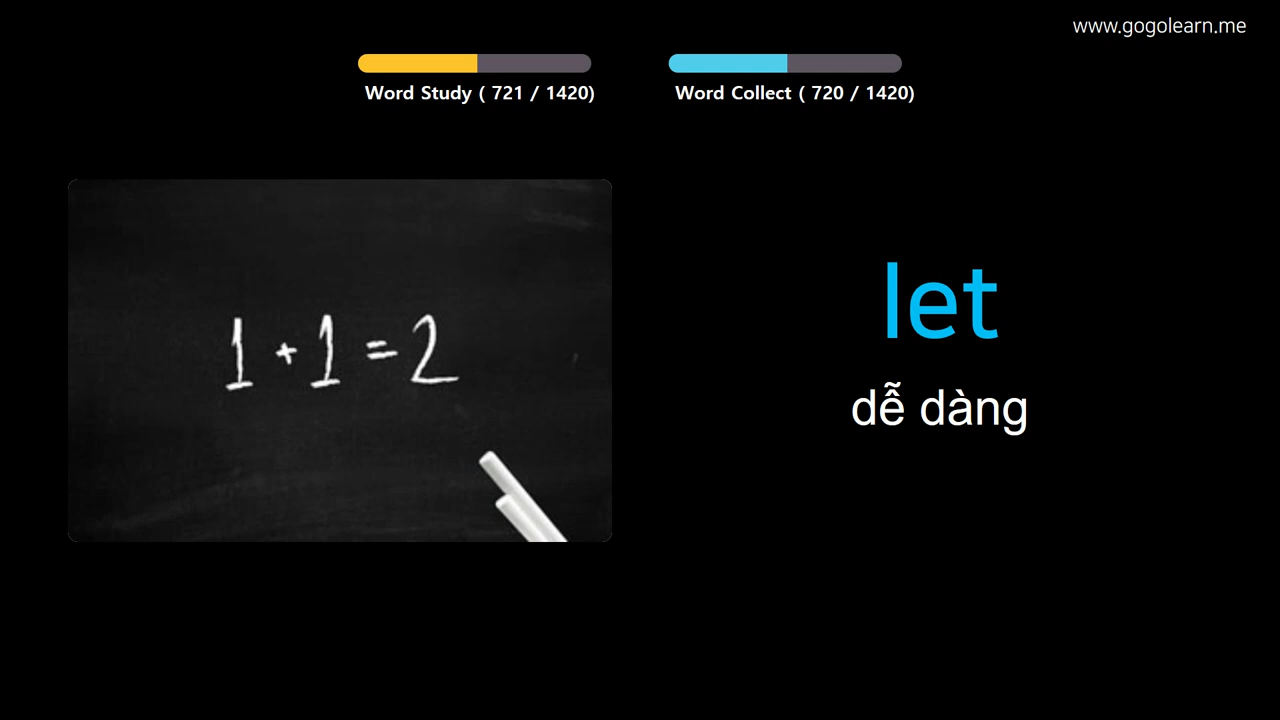 www.gogolearn.me
Word Study ( 721 / 1420)
Word Collect ( 720 / 1420)
1 + 1 = 2
let
dễ dàng